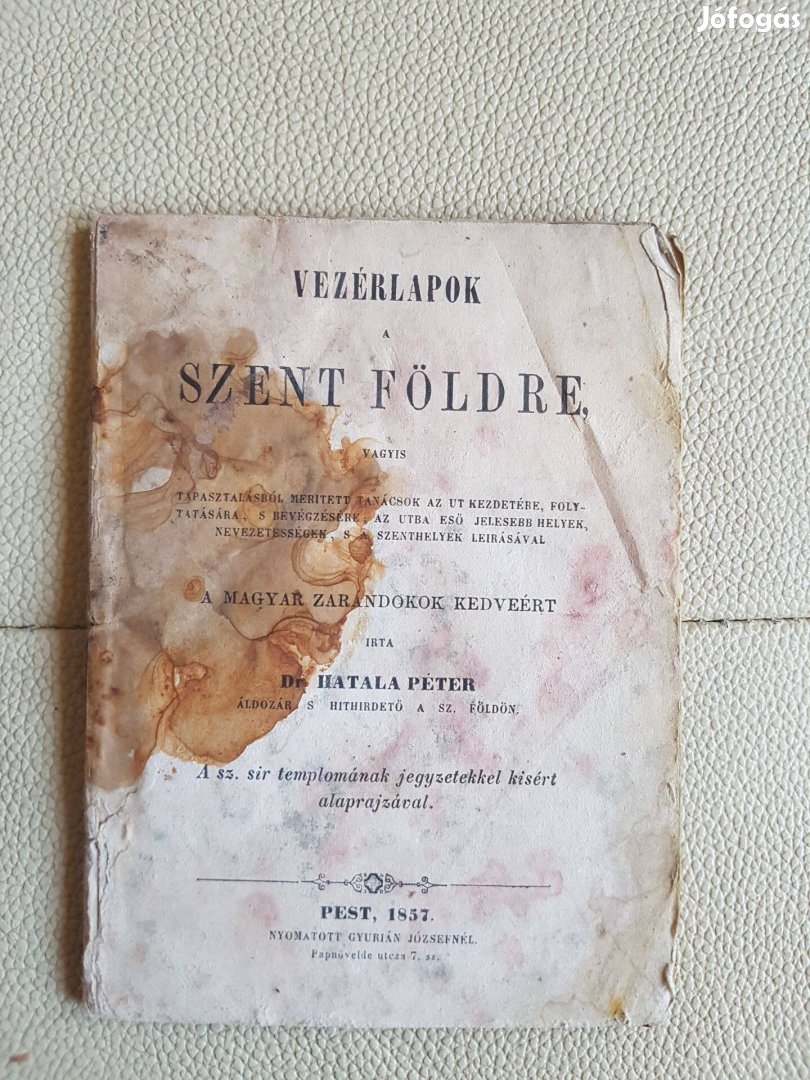 Jófogás
VEZÉRLAPOK
A
SZENT FÖLDRE,
VAGYIS
TAPASZTALÁSBÓL MERITETT TANÁCSOK AZ UT KEZDETÉRE, FOLY-
TATÁSÁRA, S BEVÉGZÉSÉRE; AZ UTBA ESŐ JELESEBB HELYEK,
NEVEZETESSÉGEK, S A SZENTHELYEK LEIRÁSÁVAL
A MAGYAR ZARÁNDOKOK KEDVEÉRT
IRTA
Dr. HATALA PÉTER
ÁLDOZÁR S HITHIRDETŐ A SZ. FÖLDÖN.
A sz. sir templomának jegyzetekkel kisért
alaprajzával.
PEST, 1857.
NYOMATOTT GYURIÁN JÓZSEFNÉL.
Papnövelde utcza 7. sz.